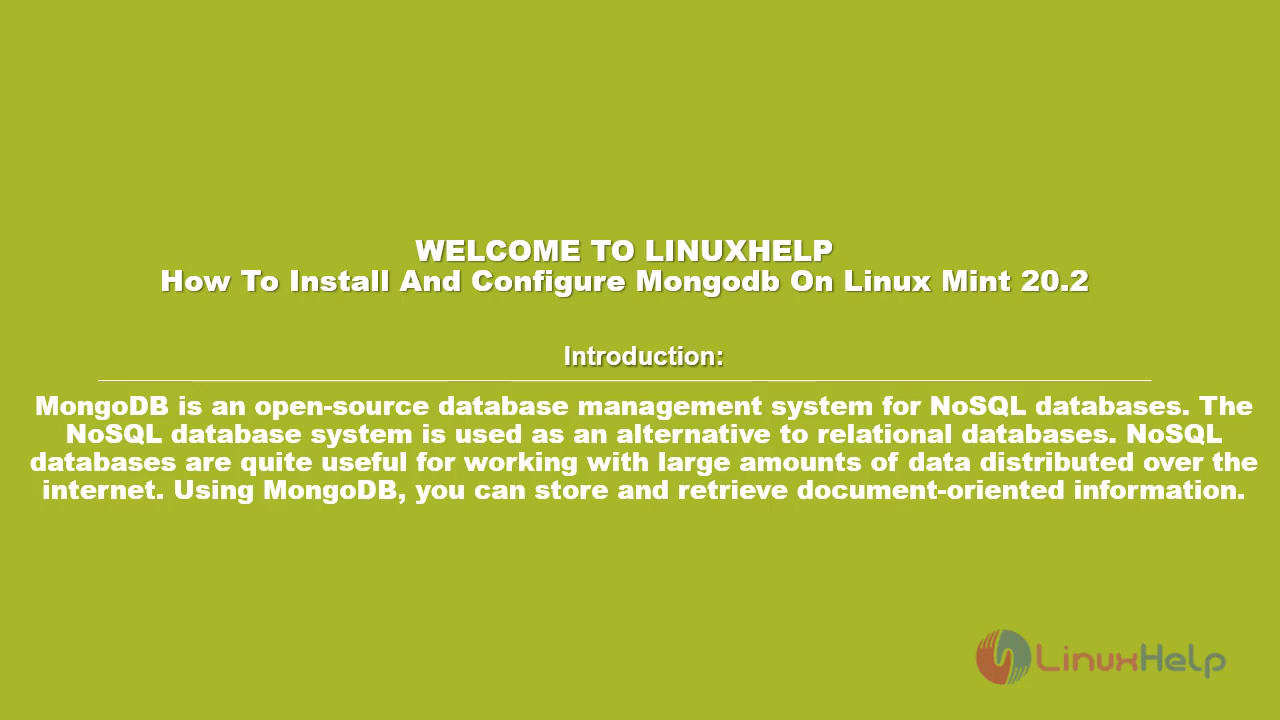 WELCOME TO LINUXHELP
How To Install And Configure Mongodb On Linux Mint 20.2
Introduction:
MongoDB is an open-source database management system for NoSQL databases. The
NoSQL database system is used as an alternative to relational databases. NoSQL
databases are quite useful for working with large amounts of data distributed over the
internet. Using MongoDB, you can store and retrieve document-oriented information.
LinuxHelp